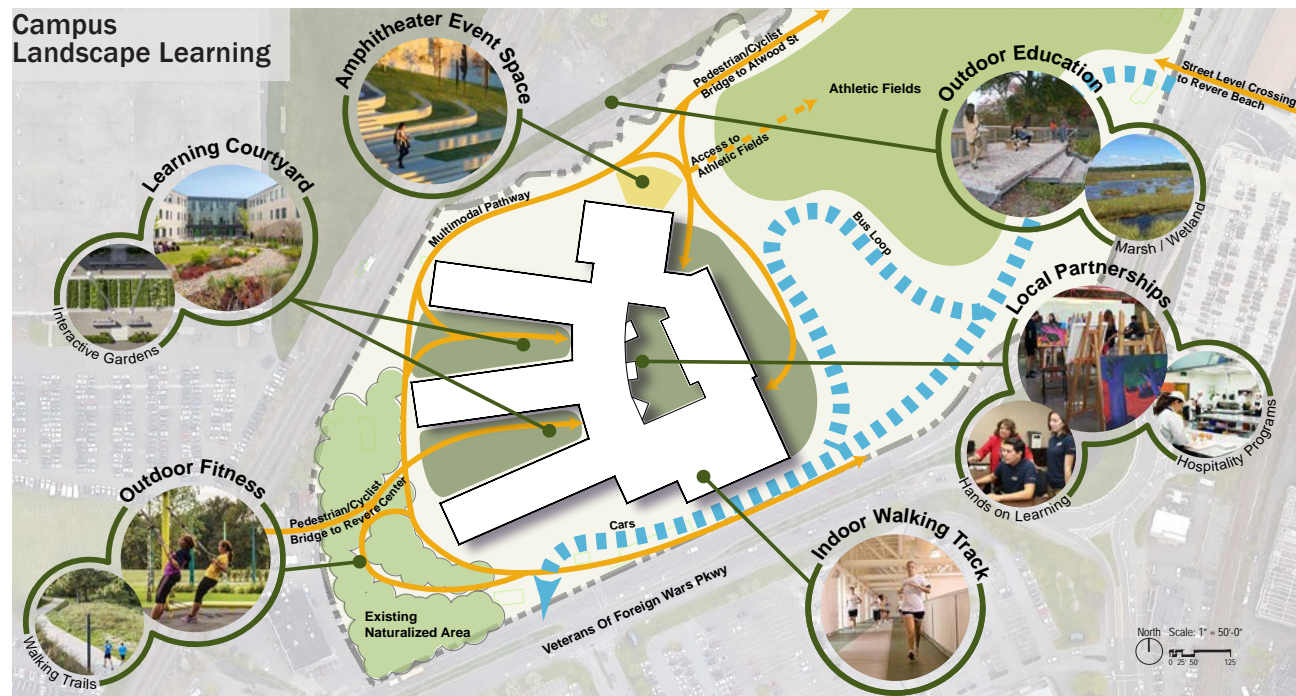 Campus
Landscape Learning
Amphitheater Event Space
Pedestrian/Cyclist
Bridge to Atwood St
Athletic Fields
Outdoor Education
Street Level Crossing
to Revere Beach
Access to
Athletic Fields
Learning Courtyard
Multimodal Pathway
Bus Loop
Marsh / Wetland
Interactive Gardens
Local Partnerships
Hospitality Programs
Hands on Learning
Outdoor Fitness
Pedestrian/Cyclist
Bridge to Revere Center
Cars
Indoor Walking Track
Walking Trails
Existing
Naturalized Area
Veterans Of Foreign Wars Pkwy
North Scale: 1" = 50'-0"
0 25' 50' 125'